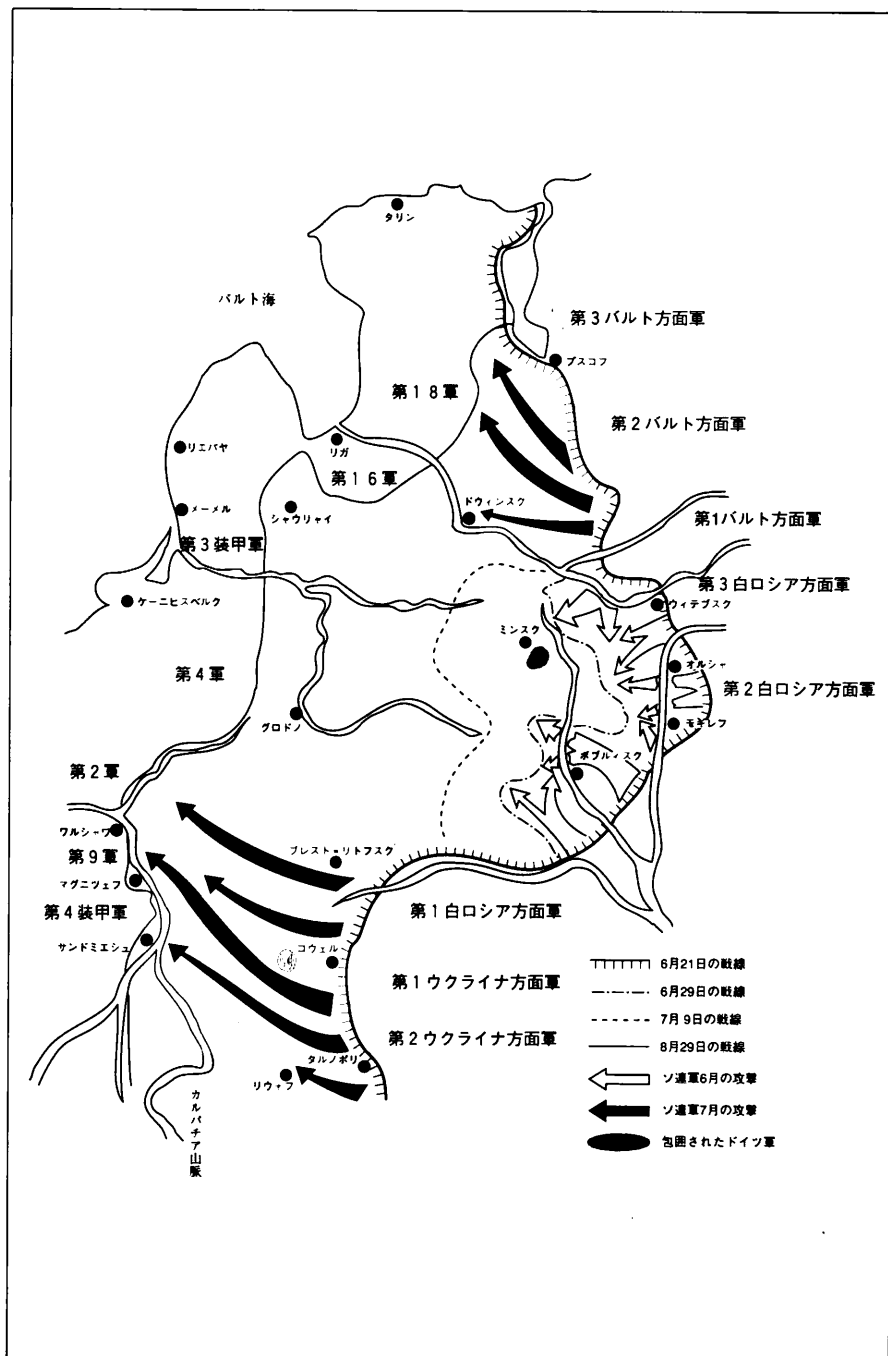 タリン
バルト海
第3バルト方面軍
プスコフ
第18軍
第2バルト方面軍
リエパヤ
リガ
第16軍
メーメル
シャウリャイ
ドヴィンスク
第1バルト方面軍
第3装甲軍
第3白ロシア方面軍
ケーニヒスベルク
ウィテブスク
ミンスク
オルシャ
第4軍
第2白ロシア方面軍
グロドノ
モギレフ
第2軍
ボブルイスク
ワルシャワ
第9軍
ブレスト=リトフスク
マグニツェフ
第4装甲軍
第1白ロシア方面軍
サンドミエシュ
コウェル
第1ウクライナ方面軍
第2ウクライナ方面軍
タルノポリ
リウォフ
カルパチア山脈
6月21日の戦線
6月29日の戦線
7月9日の戦線
8月29日の戦線
ソ連軍6月の攻撃
ソ連軍7月の攻撃
包囲されたドイツ軍